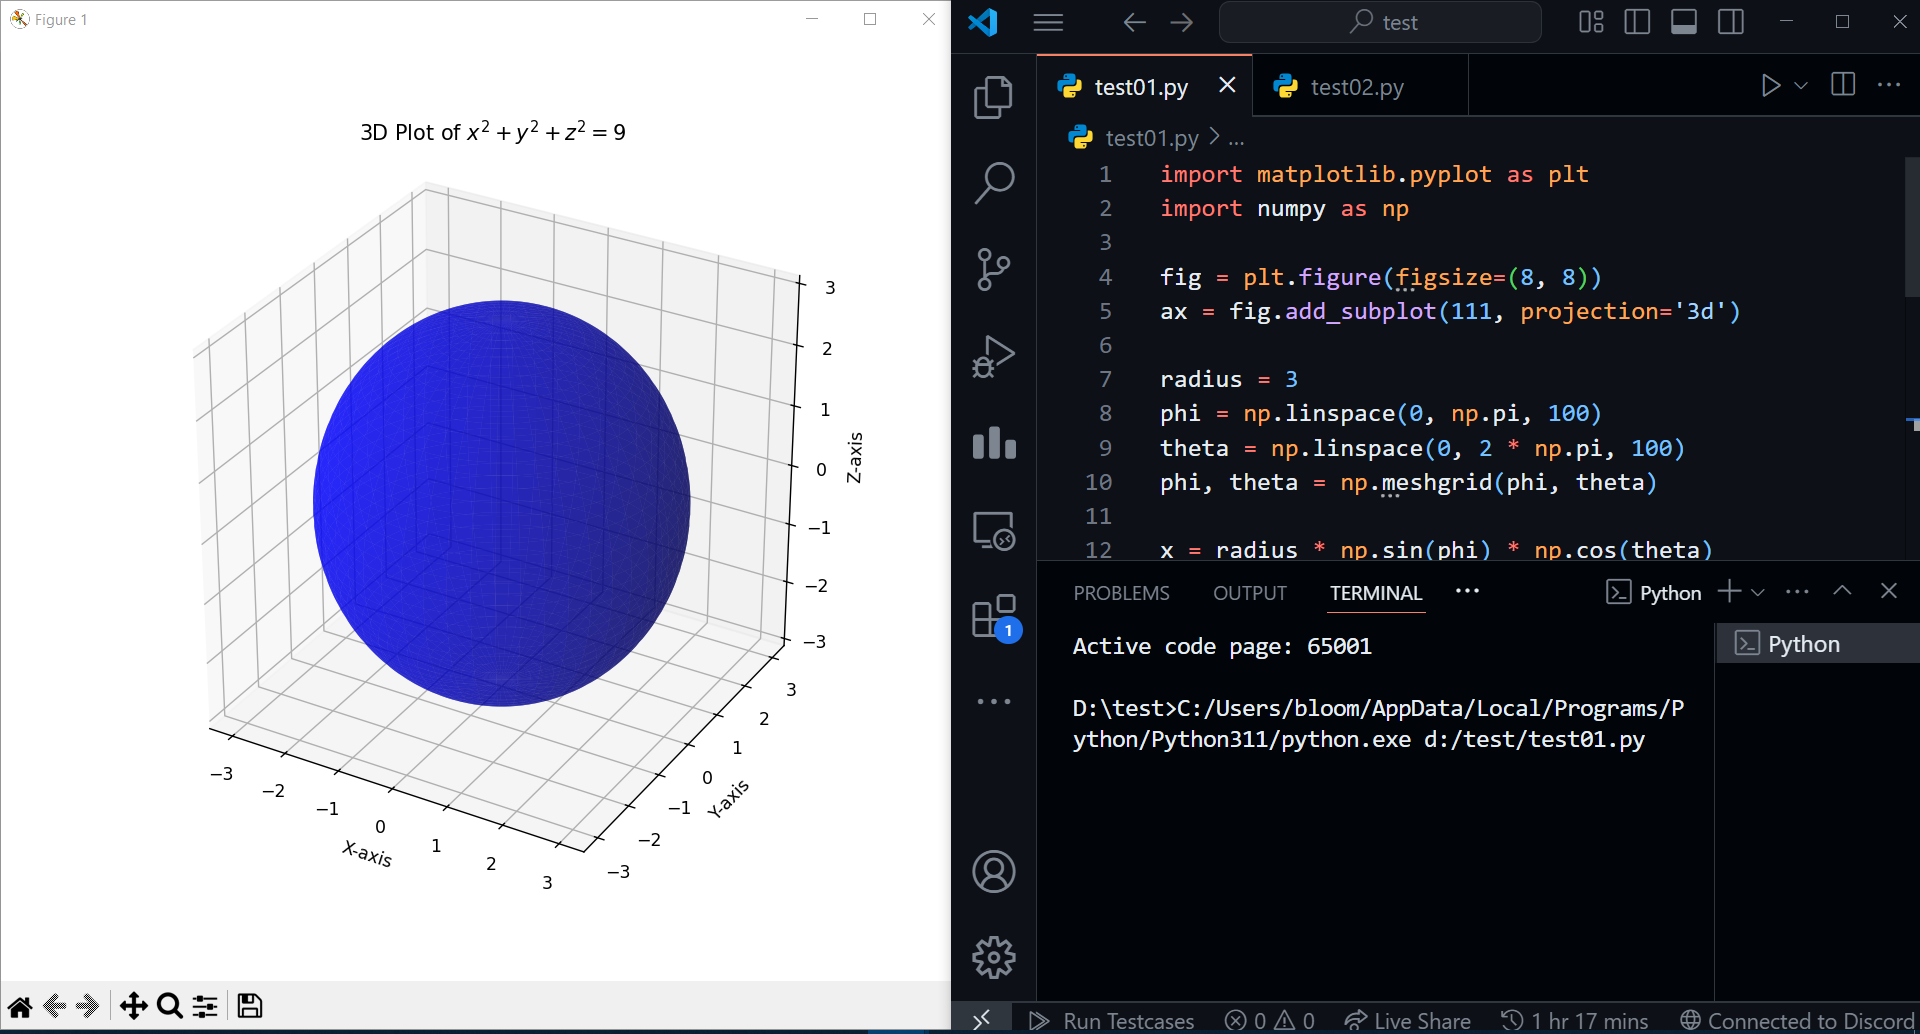 Figure 1
3D Plot of x² + y² + z² = 9
3
2
1
0
−1
−2
−3
Z-axis
3
2
1
0
−1
−2
−3
Y-axis
−3
−2
−1
0
1
2
3
X-axis
test
test01.py
test02.py
test01.py > ...
1 import matplotlib.pyplot as plt
2 import numpy as np
3
4 fig = plt.figure(figsize=(8, 8))
5 ax = fig.add_subplot(111, projection='3d')
6
7 radius = 3
8 phi = np.linspace(0, np.pi, 100)
9 theta = np.linspace(0, 2 * np.pi, 100)
10 phi, theta = np.meshgrid(phi, theta)
11
12 x = radius * np.sin(phi) * np.cos(theta)
PROBLEMS OUTPUT TERMINAL ··· Python
1
Active code page: 65001
Python
D:\test>C:/Users/bloom/AppData/Local/Programs/P
ython/Python311/python.exe d:/test/test01.py
Run Testcases 0 0 Live Share 1 hr 17 mins Connected to Discord